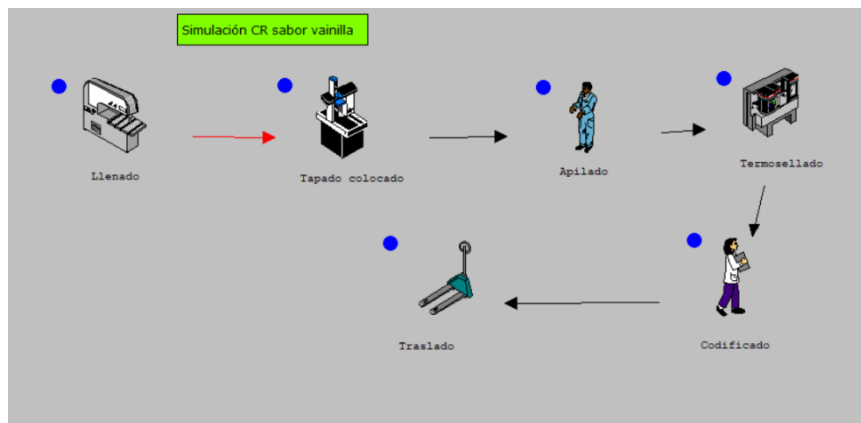 Simulación CR sabor vainilla
Llenado
Tapado colocado
Apilado
Termosellado
Traslado
Codificado